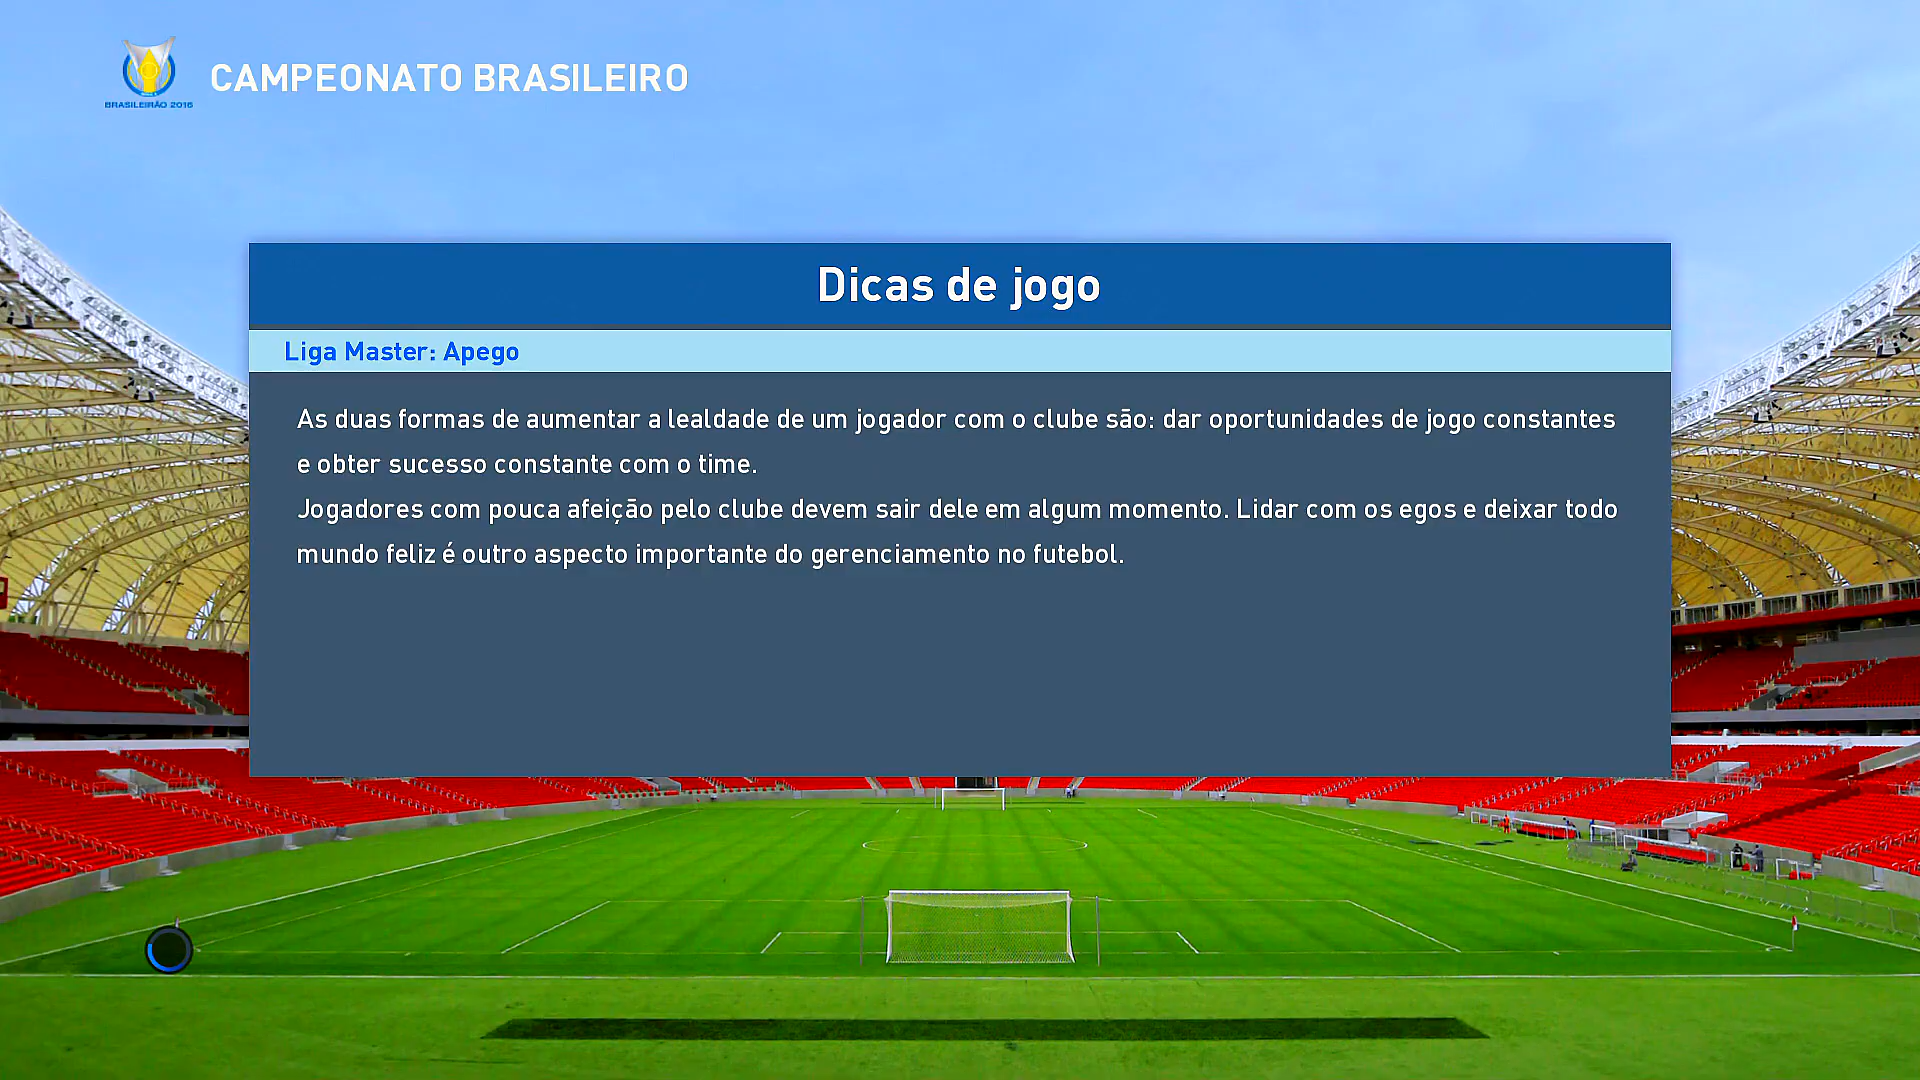 BRASILEIRÃO 2016
CAMPEONATO BRASILEIRO
Dicas de jogo
Liga Master: Apego
As duas formas de aumentar a lealdade de um jogador com o clube são: dar oportunidades de jogo constantes
e obter sucesso constante com o time.
Jogadores com pouca afeição pelo clube devem sair dele em algum momento. Lidar com os egos e deixar todo
mundo feliz é outro aspecto importante do gerenciamento no futebol.